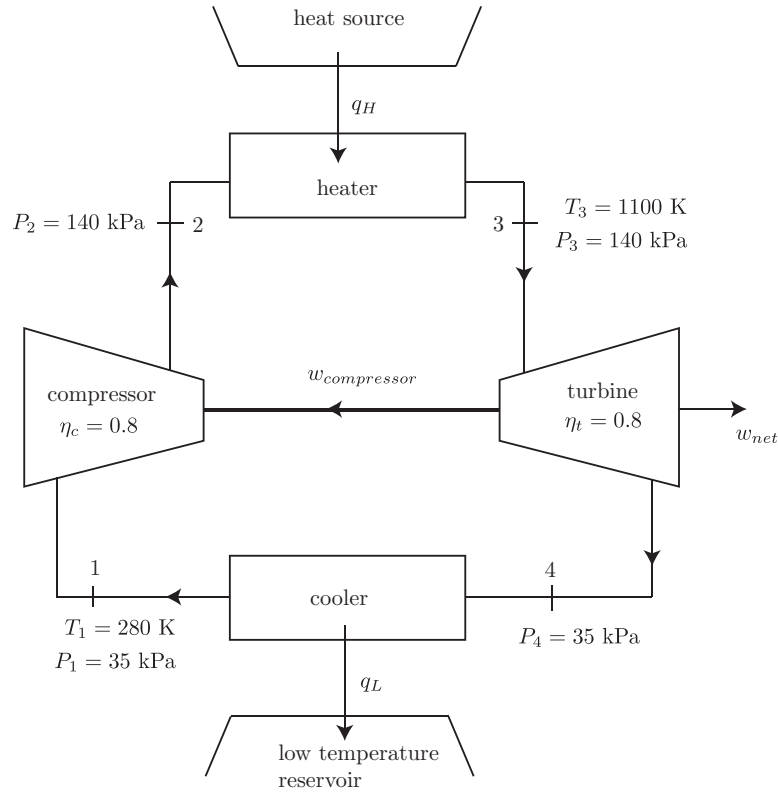 heat source
q_H
heater
P_2 = 140 kPa
2
3
T_3 = 1100 K
P_3 = 140 kPa
w_compressor
compressor
η_c = 0.8
turbine
η_t = 0.8
w_net
1
4
cooler
T_1 = 280 K
P_1 = 35 kPa
P_4 = 35 kPa
q_L
low temperature
reservoir